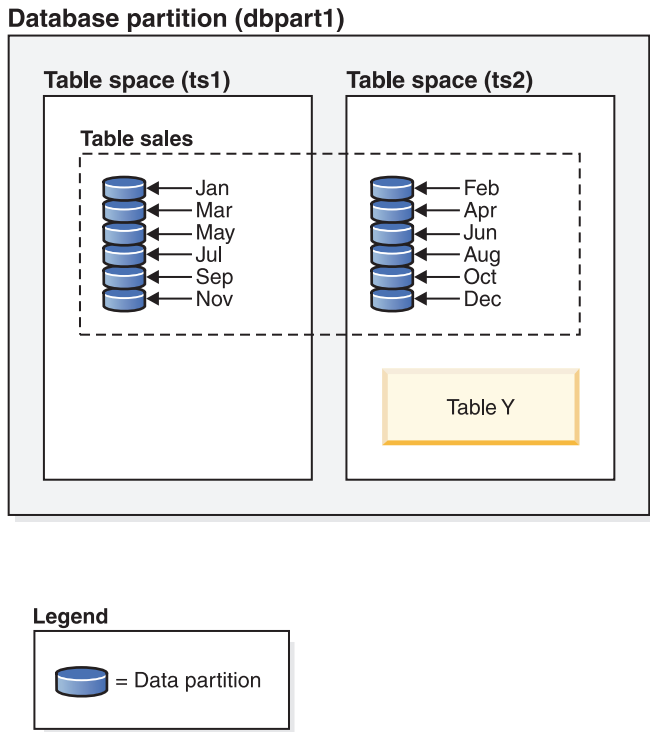 Database partition (dbpart1)
Table space (ts1)
Table space (ts2)
Table sales
Jan
Mar
May
Jul
Sep
Nov
Feb
Apr
Jun
Aug
Oct
Dec
Table Y
Legend
= Data partition